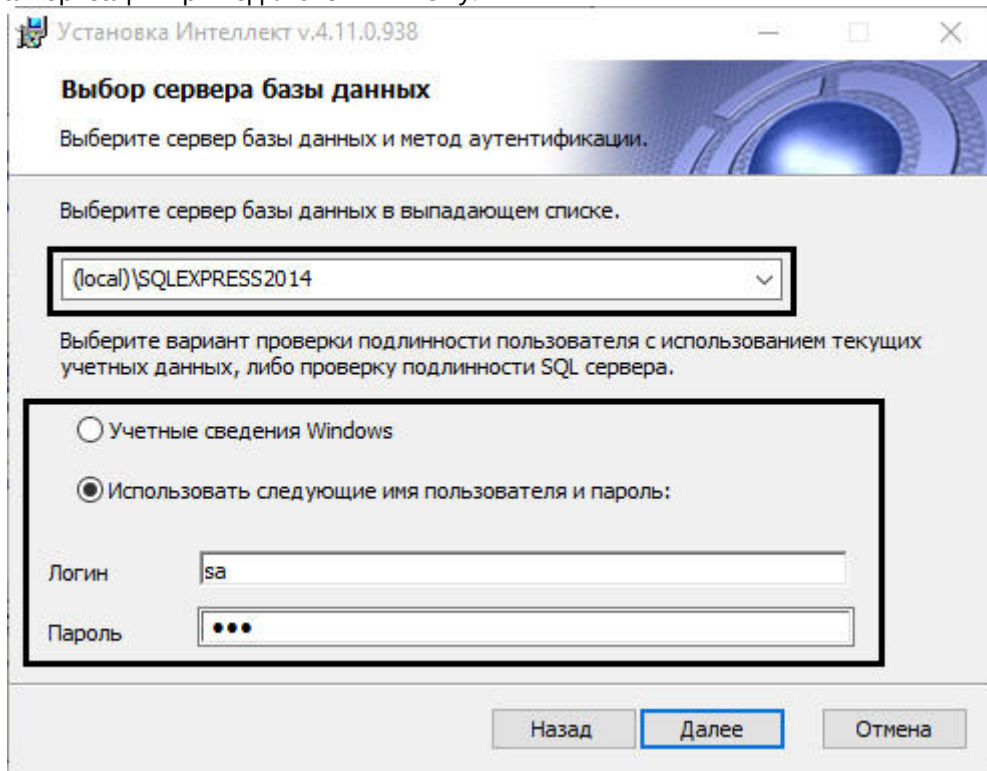 Установка Интеллект v.4.11.0.938
Выбор сервера базы данных
Выберите сервер базы данных и метод аутентификации.
Выберите сервер базы данных в выпадающем списке.
(local)\SQLEXPRESS2014
Выберите вариант проверки подлинности пользователя с использованием текущих
учетных данных, либо проверку подлинности SQL сервера.
Учетные сведения Windows
Использовать следующие имя пользователя и пароль:
Логин
sa
Пароль
●●●
Назад
Далее
Отмена